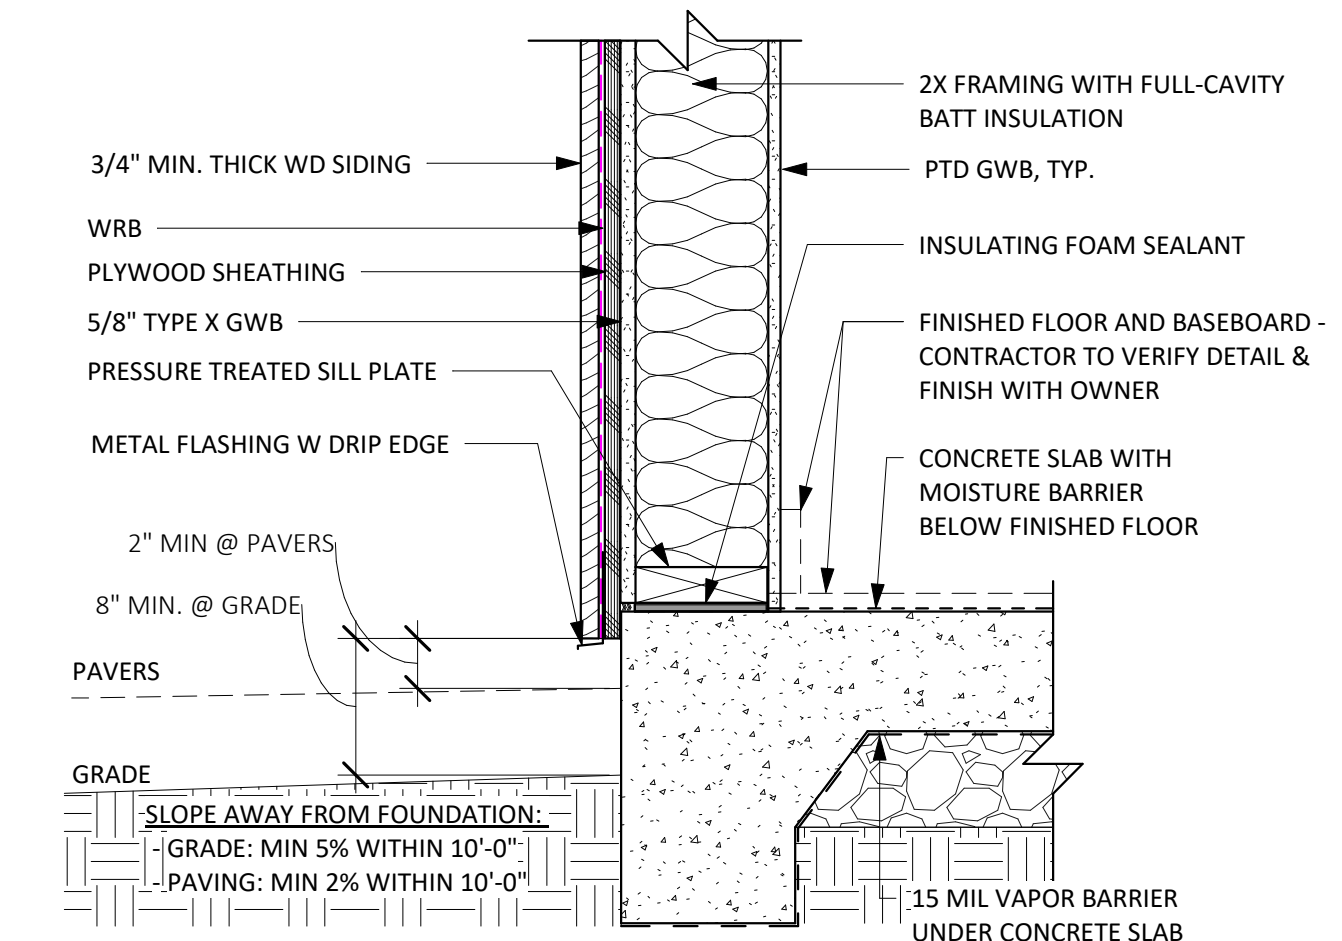 3/4" MIN. THICK WD SIDING
WRB
PLYWOOD SHEATHING
5/8" TYPE X GWB
PRESSURE TREATED SILL PLATE
METAL FLASHING W DRIP EDGE
2" MIN @ PAVERS
8" MIN. @ GRADE
PAVERS
GRADE
SLOPE AWAY FROM FOUNDATION:
- GRADE: MIN 5% WITHIN 10'-0"
- PAVING: MIN 2% WITHIN 10'-0"
2X FRAMING WITH FULL-CAVITY
BATT INSULATION
PTD GWB, TYP.
INSULATING FOAM SEALANT
FINISHED FLOOR AND BASEBOARD -
CONTRACTOR TO VERIFY DETAIL &
FINISH WITH OWNER
CONCRETE SLAB WITH
MOISTURE BARRIER
BELOW FINISHED FLOOR
15 MIL VAPOR BARRIER
UNDER CONCRETE SLAB